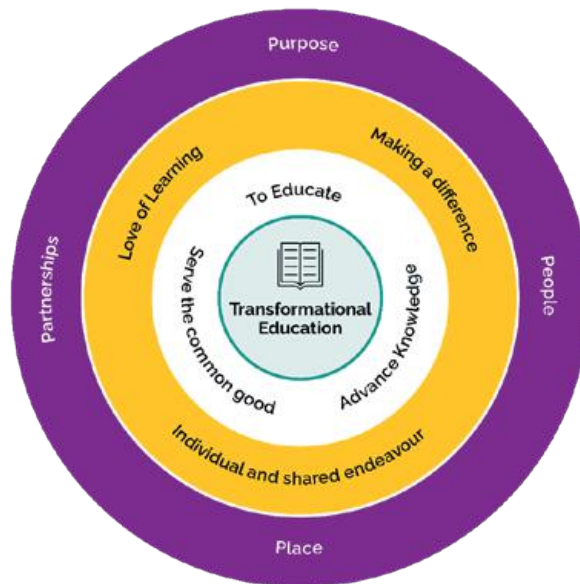 Purpose
Love of Learning
Making a difference
To Educate
Partnerships
Serve the common good
Transformational
Education
Advance Knowledge
People
Individual and shared endeavour
Place